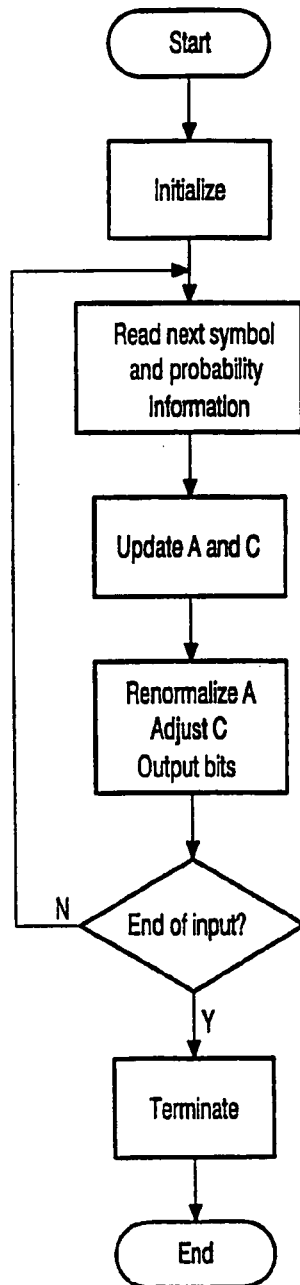 Start
Initialize
Read next symbol
and probability
Information
Update A and C
Renormalize A
Adjust C
Output bits
End of input?
N
Y
Terminate
End